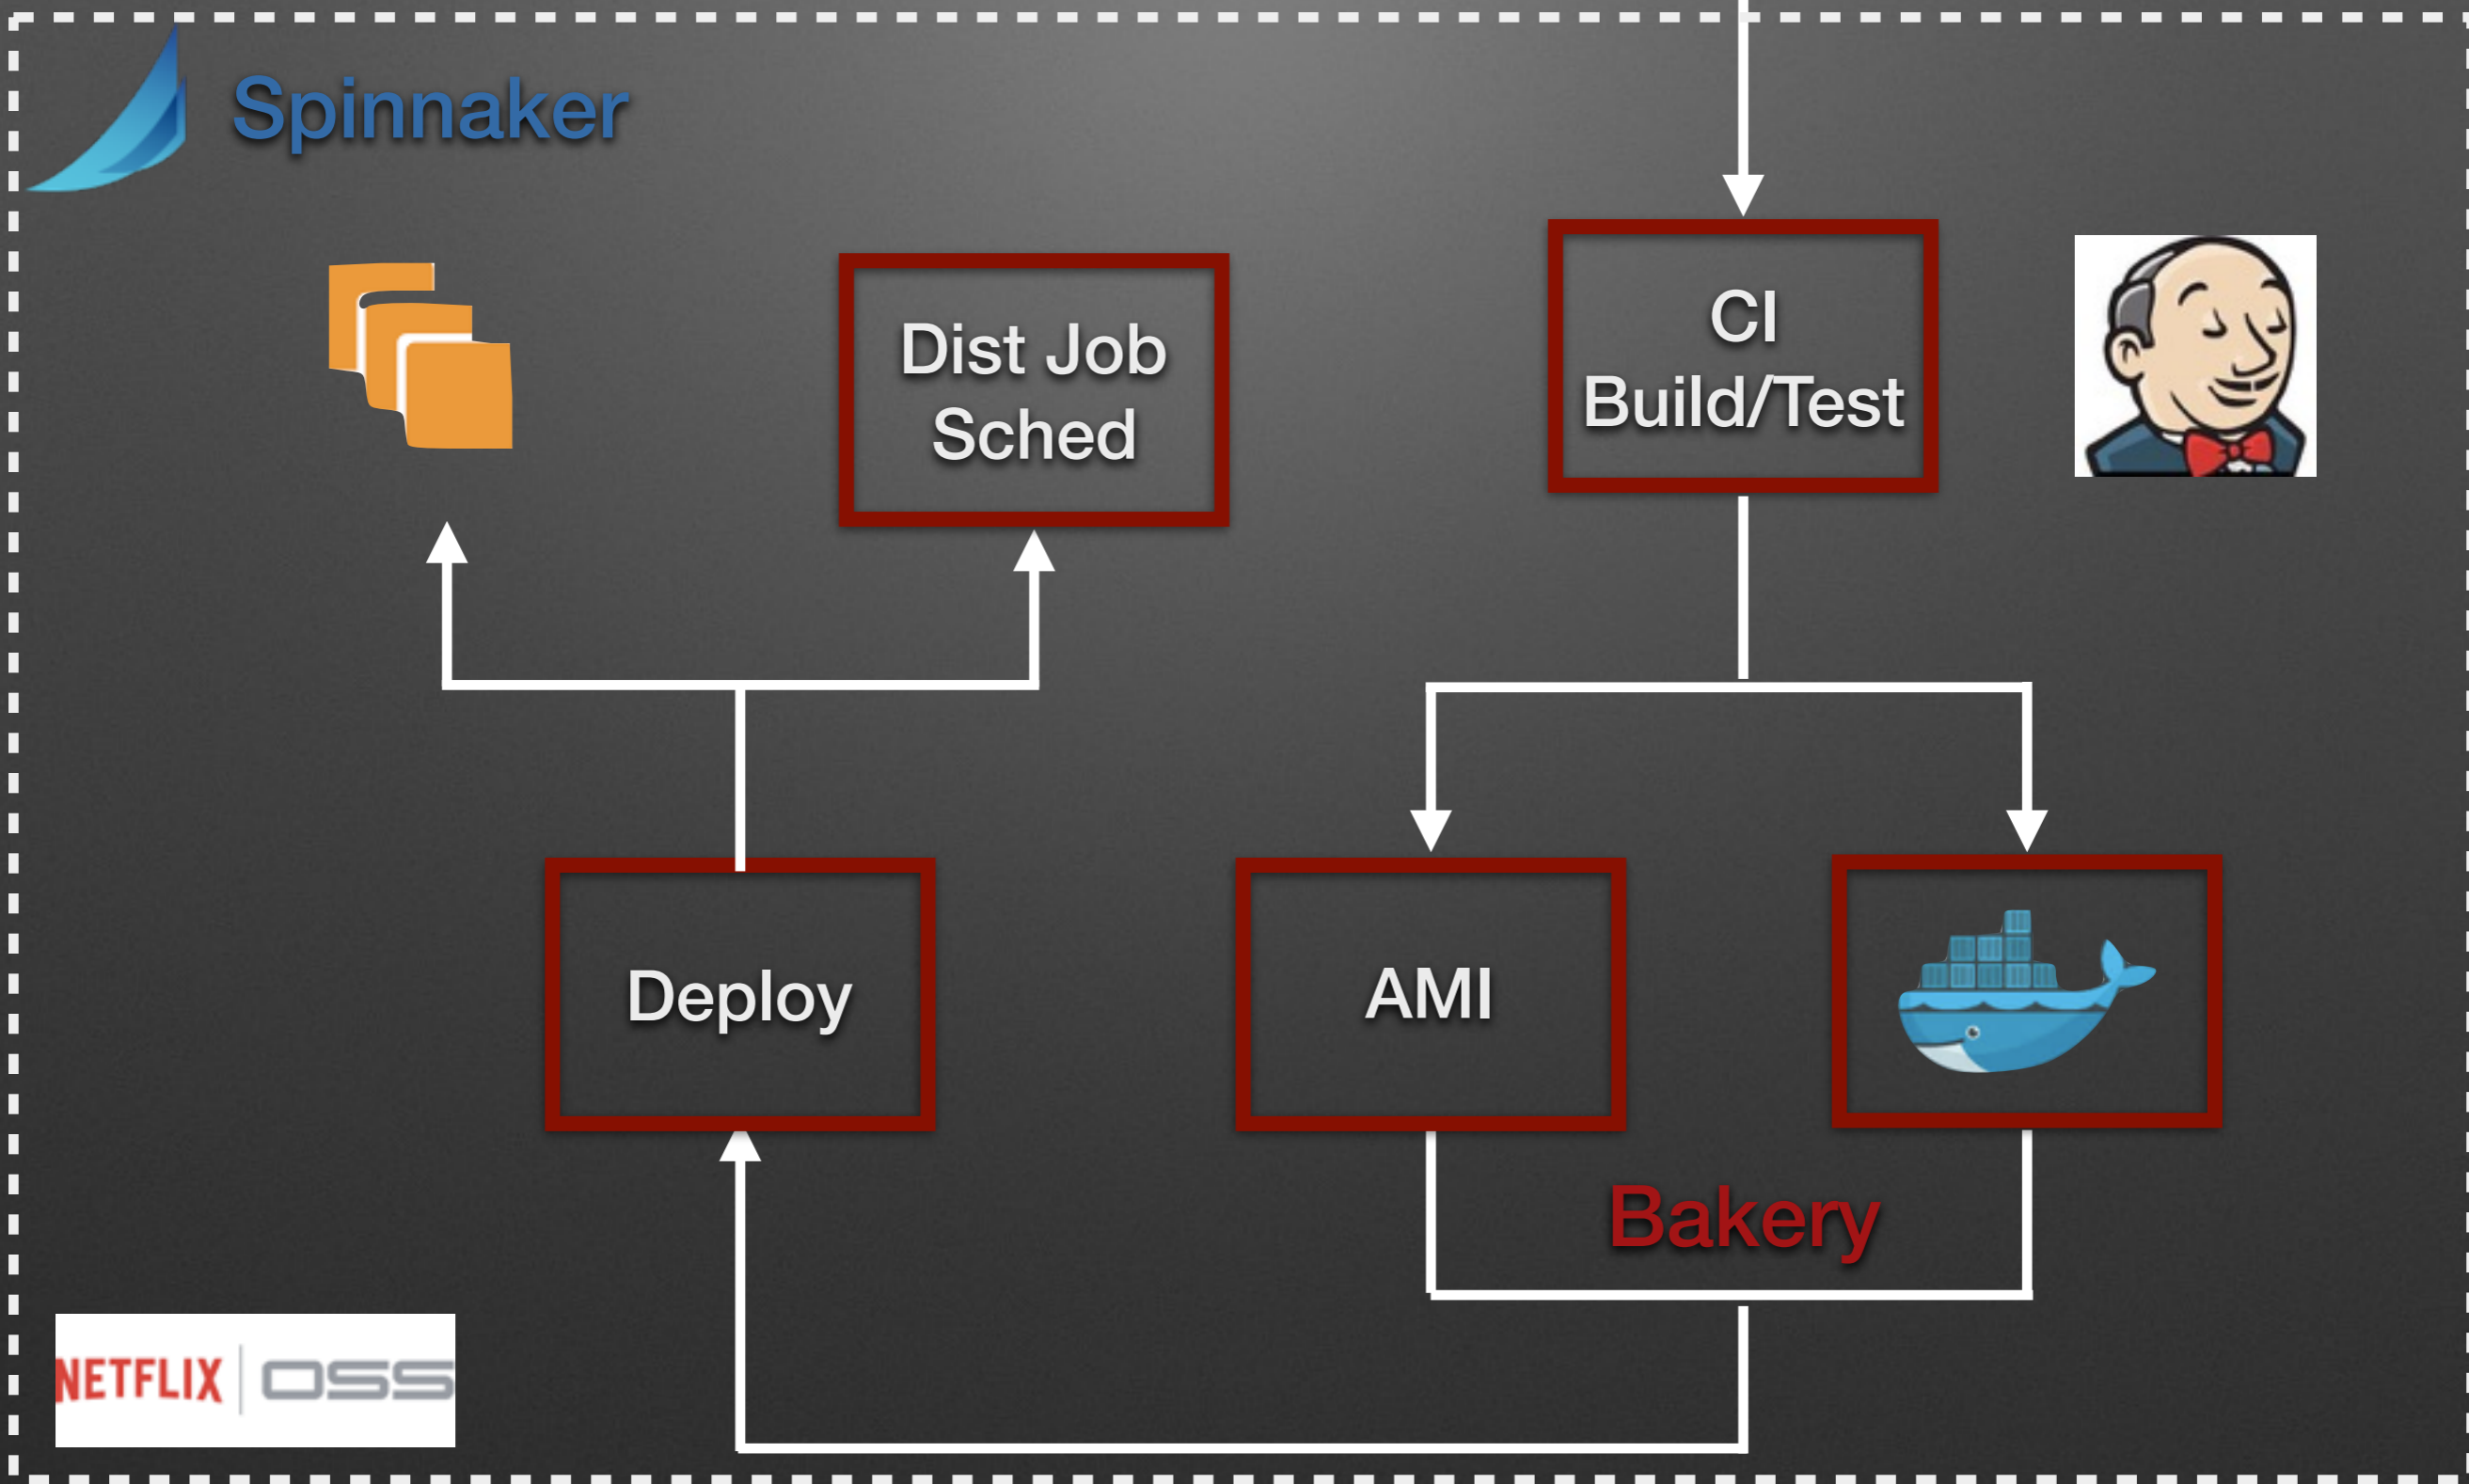 Spinnaker
Dist Job
Sched
CI
Build/Test
Deploy
AMI
Bakery
NETFLIX | OSS